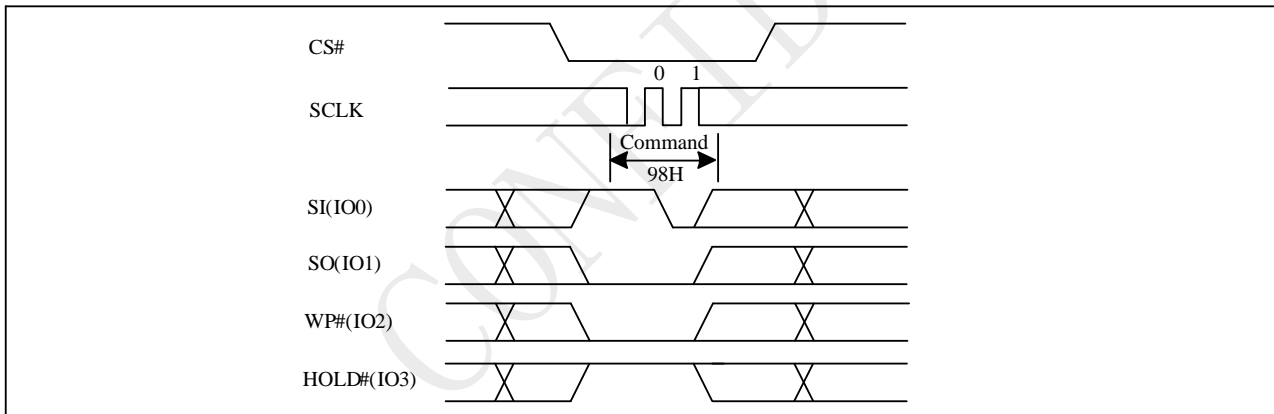 CS#
0 1
SCLK
Command
98H
SI(IO0)
SO(IO1)
WP#(IO2)
HOLD#(IO3)